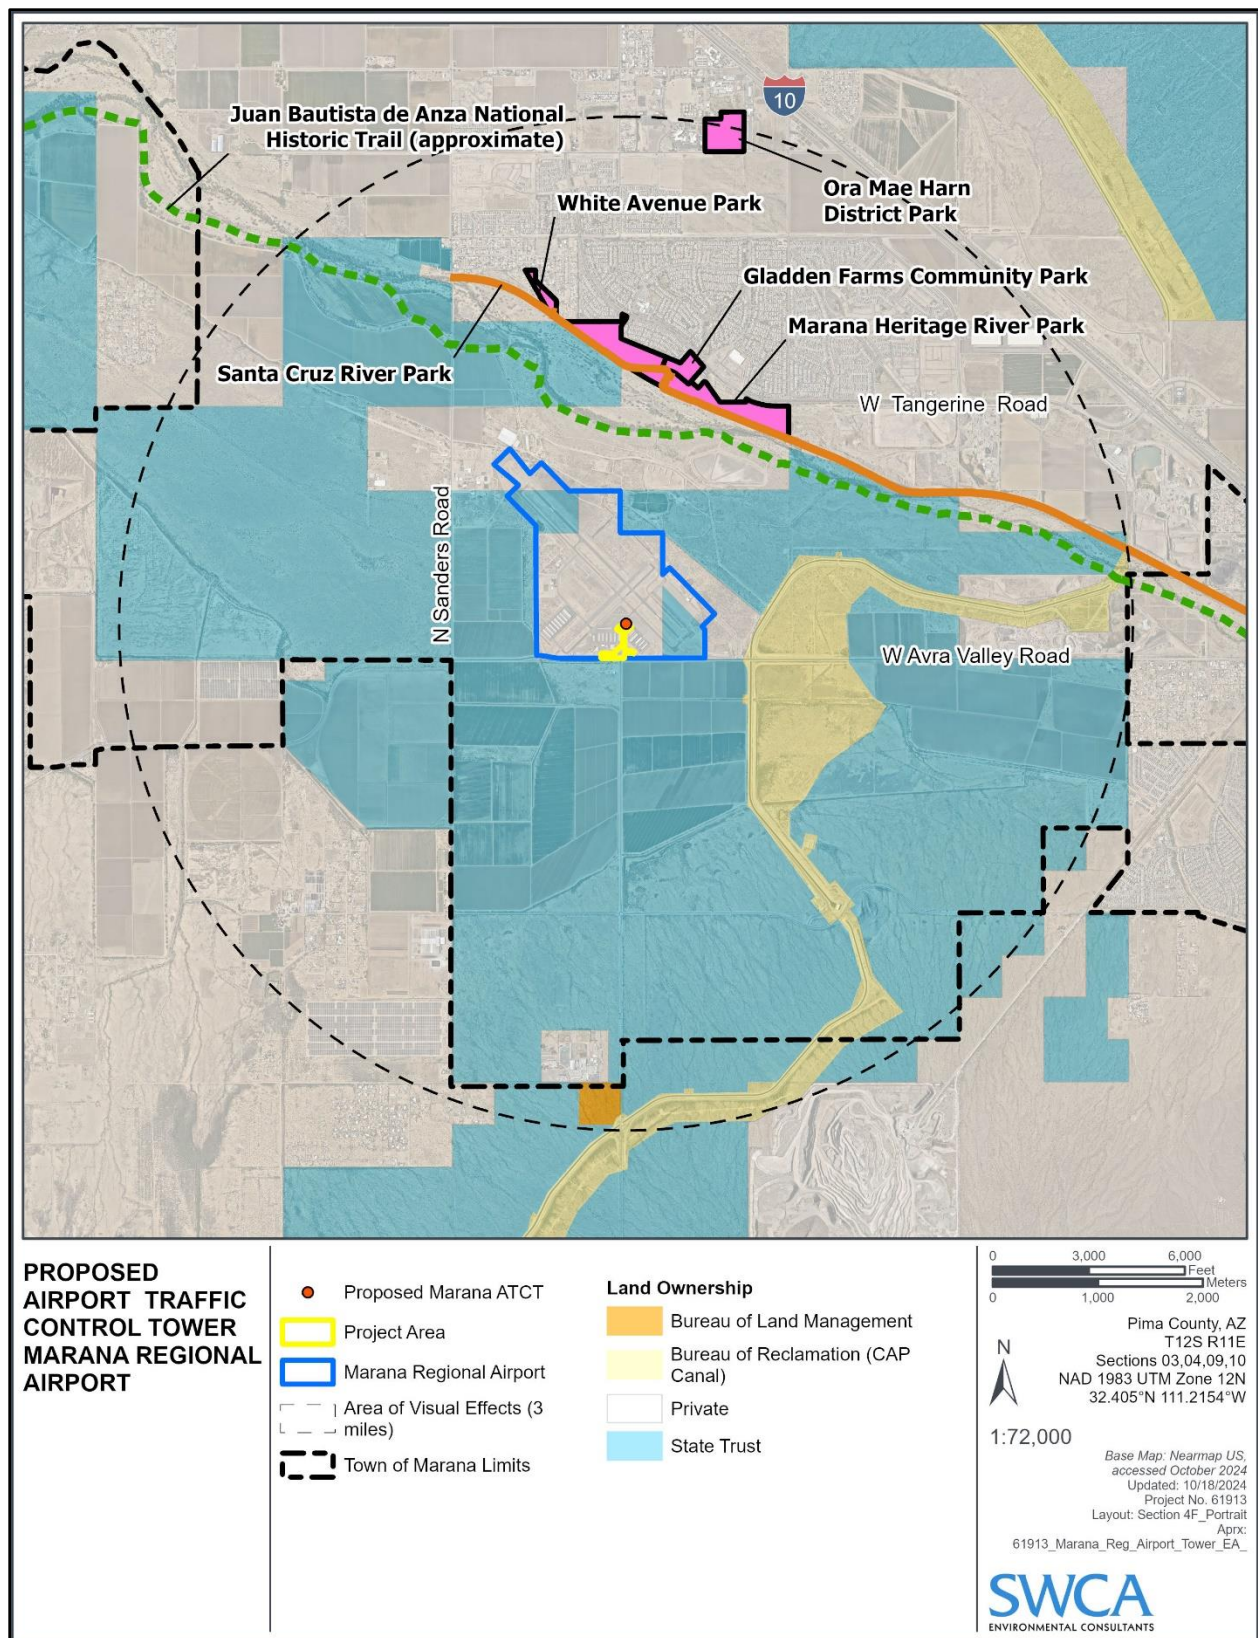 10
Juan Bautista de Anza National
Historic Trail (approximate)
White Avenue Park
Ora Mae Harn
District Park
Gladden Farms Community Park
Marana Heritage River Park
Santa Cruz River Park
W Tangerine Road
N Sanders Road
W Avra Valley Road
PROPOSED
AIRPORT TRAFFIC
CONTROL TOWER
MARANA REGIONAL
AIRPORT
Proposed Marana ATCT
Project Area
Marana Regional Airport
Area of Visual Effects (3
miles)
Town of Marana Limits
Land Ownership
Bureau of Land Management
Bureau of Reclamation (CAP
Canal)
Private
State Trust
0 3,000 6,000
Feet
Meters
0 1,000 2,000
N
Pima County, AZ
T12S R11E
Sections 03,04,09,10
NAD 1983 UTM Zone 12N
32.405°N 111.2154°W
1:72,000
Base Map: Nearmap US,
accessed October 2024
Updated: 10/18/2024
Project No. 61913
Layout: Section 4F_Portrait
Aprx:
61913_Marana_Reg_Airport_Tower_EA_
SWCA
ENVIRONMENTAL CONSULTANTS